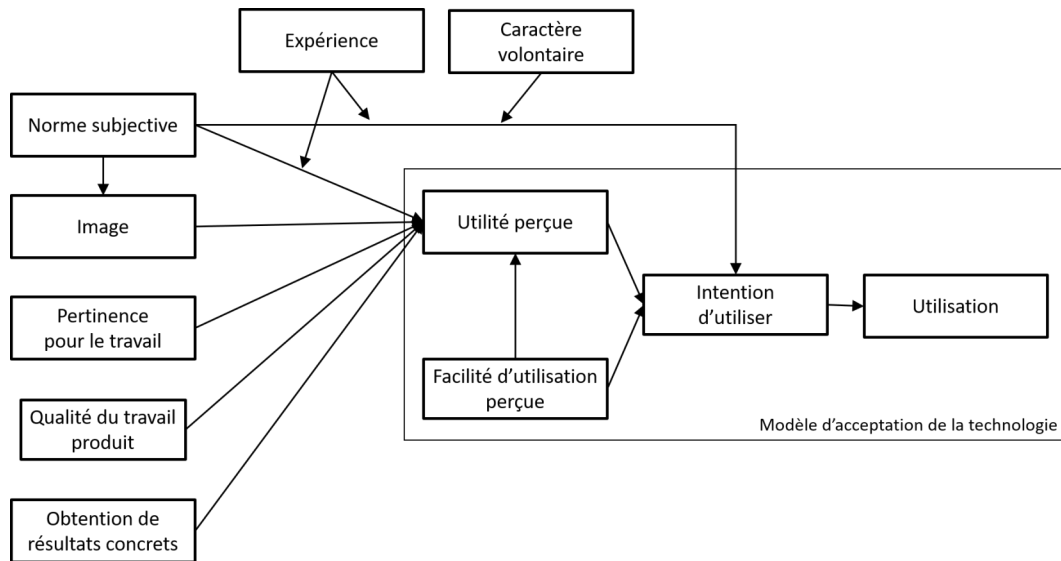 Expérience
Caractère
volontaire
Norme subjective
Image
Utilité perçue
Intention
d'utiliser
Utilisation
Pertinence
pour le travail
Facilité d'utilisation
perçue
Qualité du travail
produit
Modèle d'acceptation de la technologie
Obtention de
résultats concrets